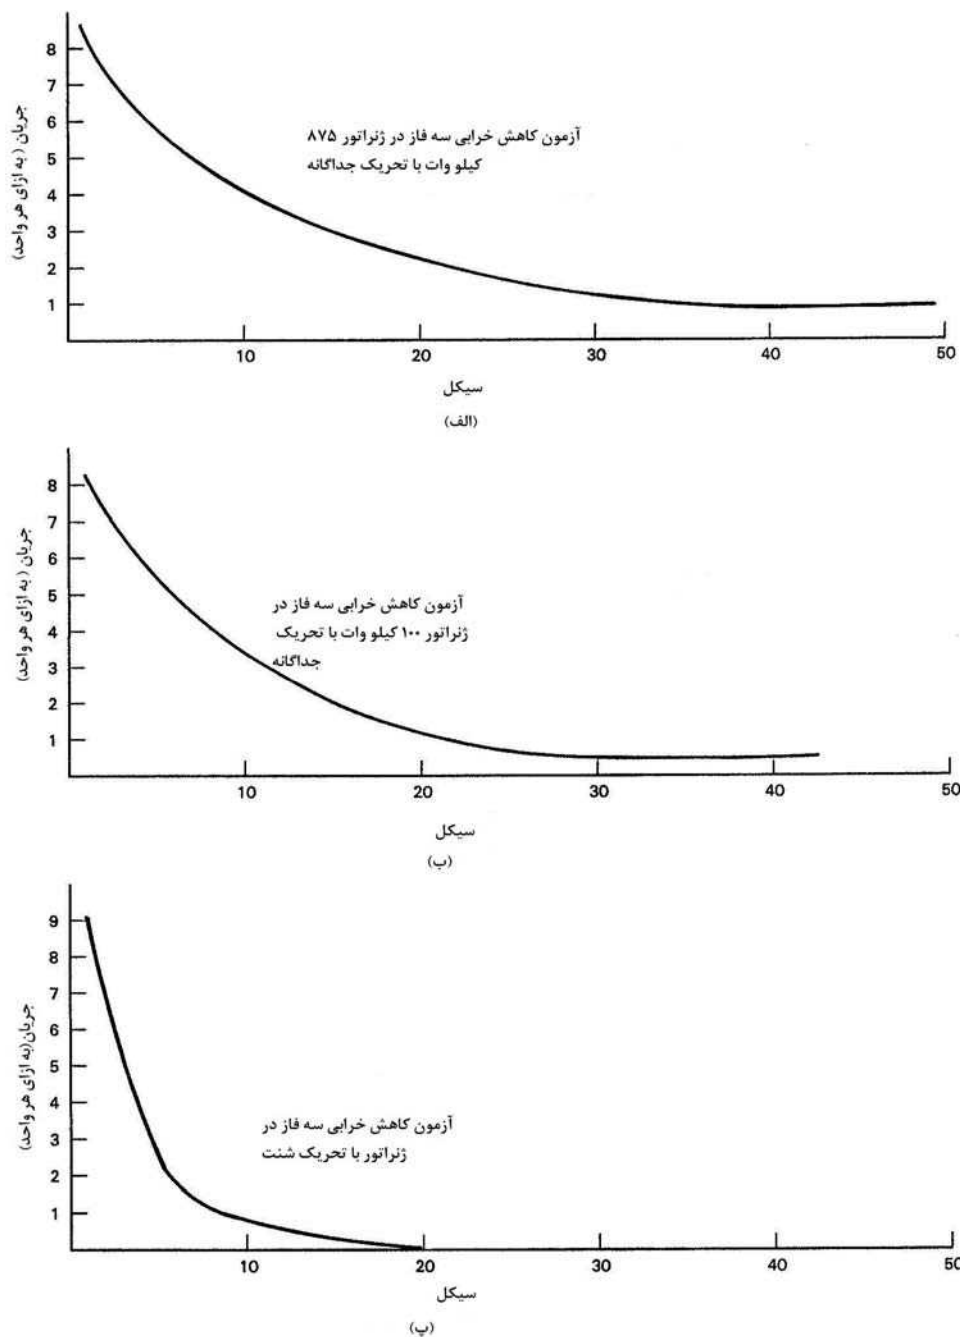 8
7
6
5
4
3
2
1
جریان ( به ازای هر واحد)
آزمون کاهش خرابی سه فاز در ژنراتور ۸۷۵
کیلو وات با تحریک جداگانه
10 20 30 40 50
سیکل
(الف)
8
7
6
5
4
3
2
1
جریان ( به ازای هر واحد)
آزمون کاهش خرابی سه فاز در
ژنراتور ۱۰۰ کیلو وات با تحریک
جداگانه
10 20 30 40 50
سیکل
(ب)
9
8
7
6
5
4
3
2
1
جریان(به ازای هر واحد)
آزمون کاهش خرابی سه فاز در
ژنراتور با تحریک شنت
10 20 30 40 50
سیکل
(پ)